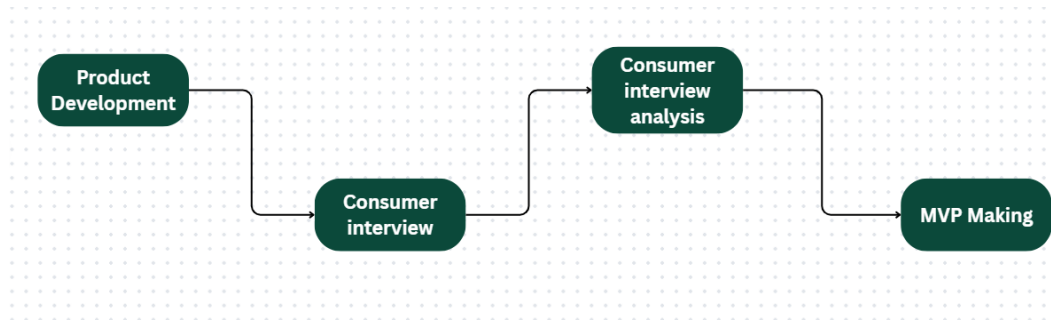 Product
Development
Consumer
interview
Consumer
interview
analysis
MVP Making